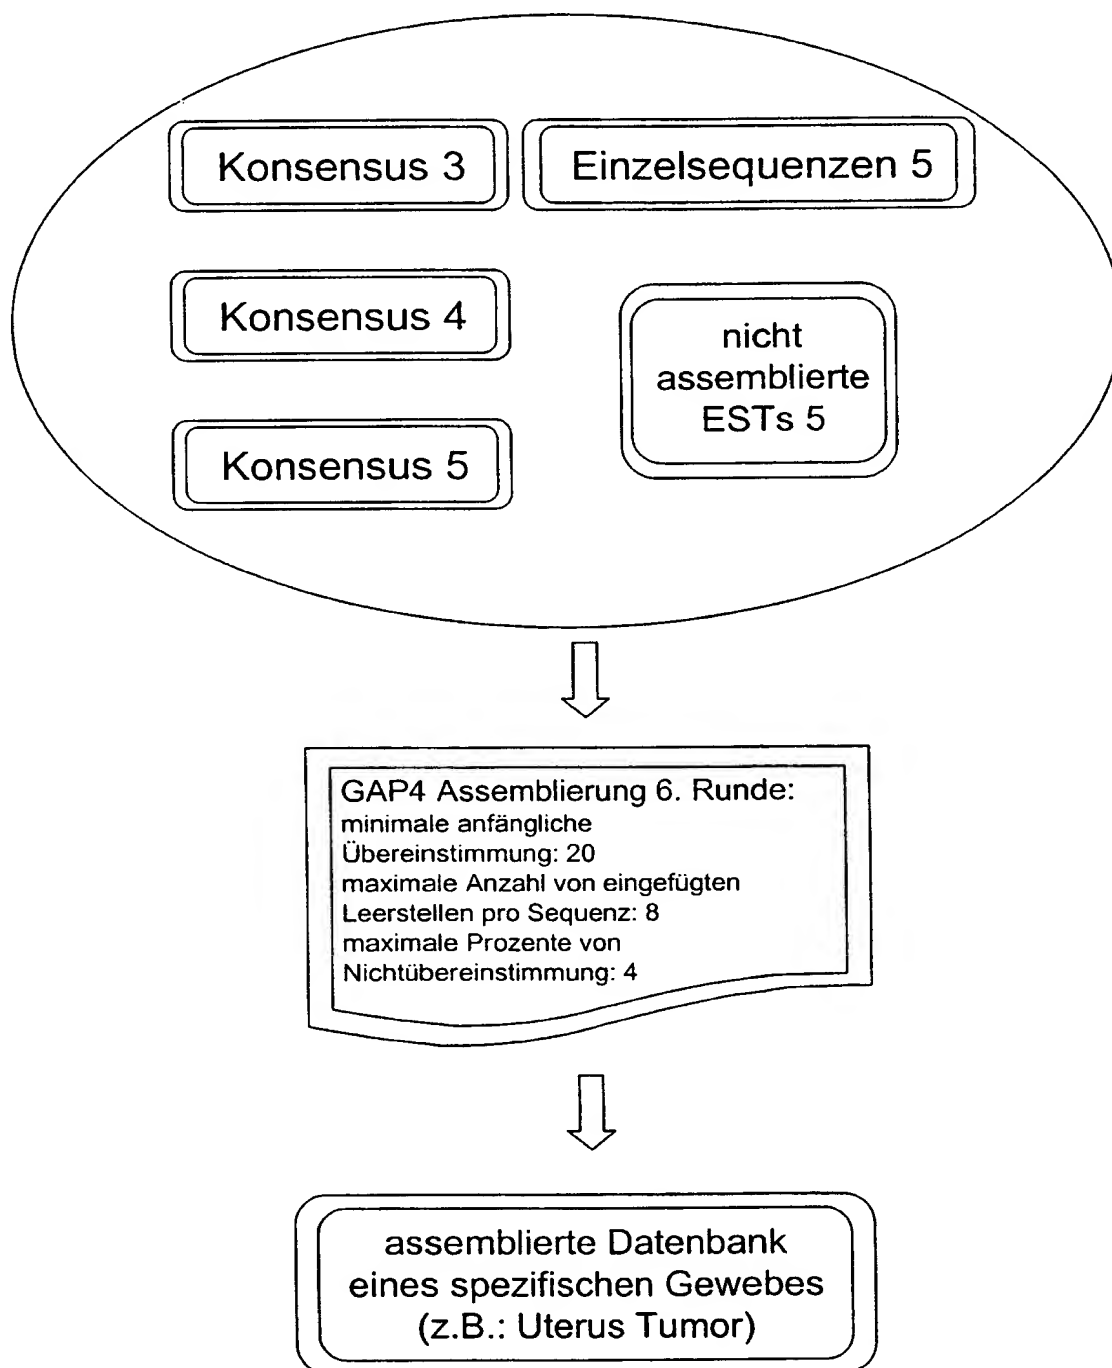 Konsensus 3
Einzelsequenzen 5
Konsensus 4
nicht
assemblierte
ESTs 5
Konsensus 5
GAP4 Assemblierung 6. Runde:
minimale anfängliche
Übereinstimmung: 20
maximale Anzahl von eingefügten
Leerstellen pro Sequenz: 8
maximale Prozente von
Nichtübereinstimmung: 4
assemblierte Datenbank
eines spezifischen Gewebes
(z.B.: Uterus Tumor)